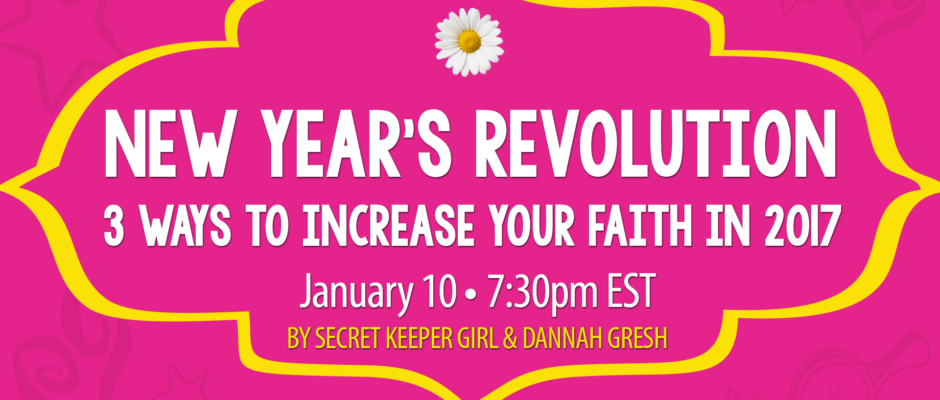 NEW YEAR'S REVOLUTION
3 WAYS TO INCREASE YOUR FAITH IN 2017
January 10 • 7:30pm EST
BY SECRET KEEPER GIRL & DANNAH GRESH